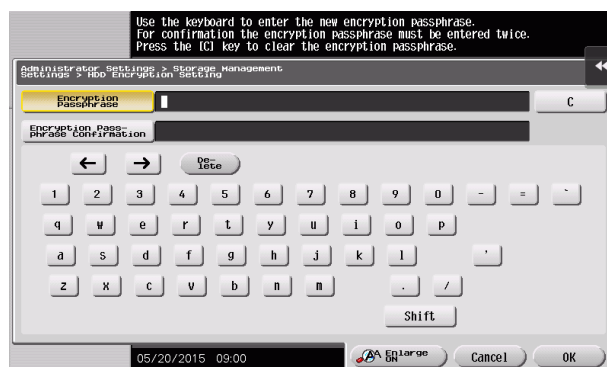 Use the keyboard to enter the new encryption passphrase.
For confirmation the encryption passphrase must be entered twice.
Press the [C] key to clear the encryption passphrase.
Administrator Settings > Storage Management
Settings > HDD Encryption Setting
Encryption
Passphrase
C
Encryption Pass-
phrase Confirmation
← → De-
lete
1 2 3 4 5 6 7 8 9 0 - = `
q w e r t y u i o p
a s d f g h j k l '
z x c v b n m . /
Shift
05/20/2015 09:00
Enlarge
ON
Cancel
OK